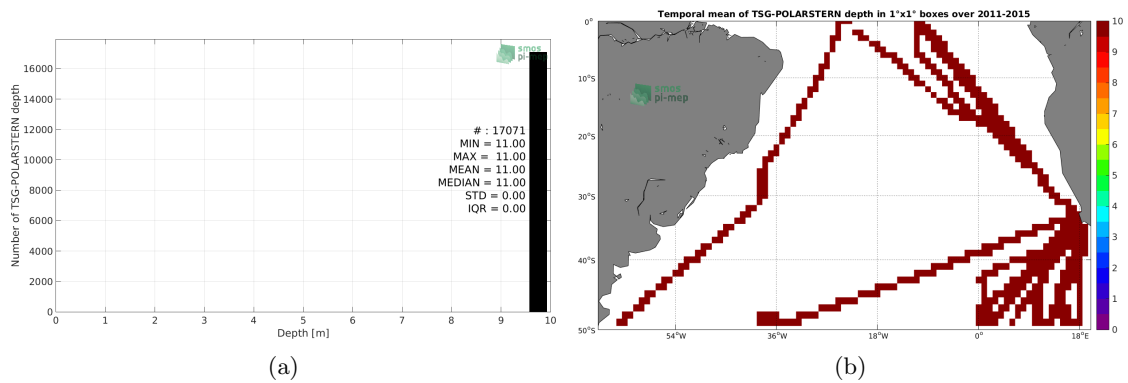 smos
pi-mep
Number of TSG-POLARSTERN depth
16000
14000
12000
10000
8000
6000
4000
2000
0
# : 17071
MIN = 11.00
MAX = 11.00
MEAN = 11.00
MEDIAN = 11.00
STD = 0.00
IQR = 0.00
0 1 2 3 4 5 6 7 8 9 10
Depth [m]
(a)
Temporal mean of TSG-POLARSTERN depth in 1°x1° boxes over 2011-2015
smos
pi-mep
0°
10°S
20°S
30°S
40°S
50°S
54°W 36°W 18°W 0° 18°E
10
9
8
7
6
5
4
3
2
1
0
(b)